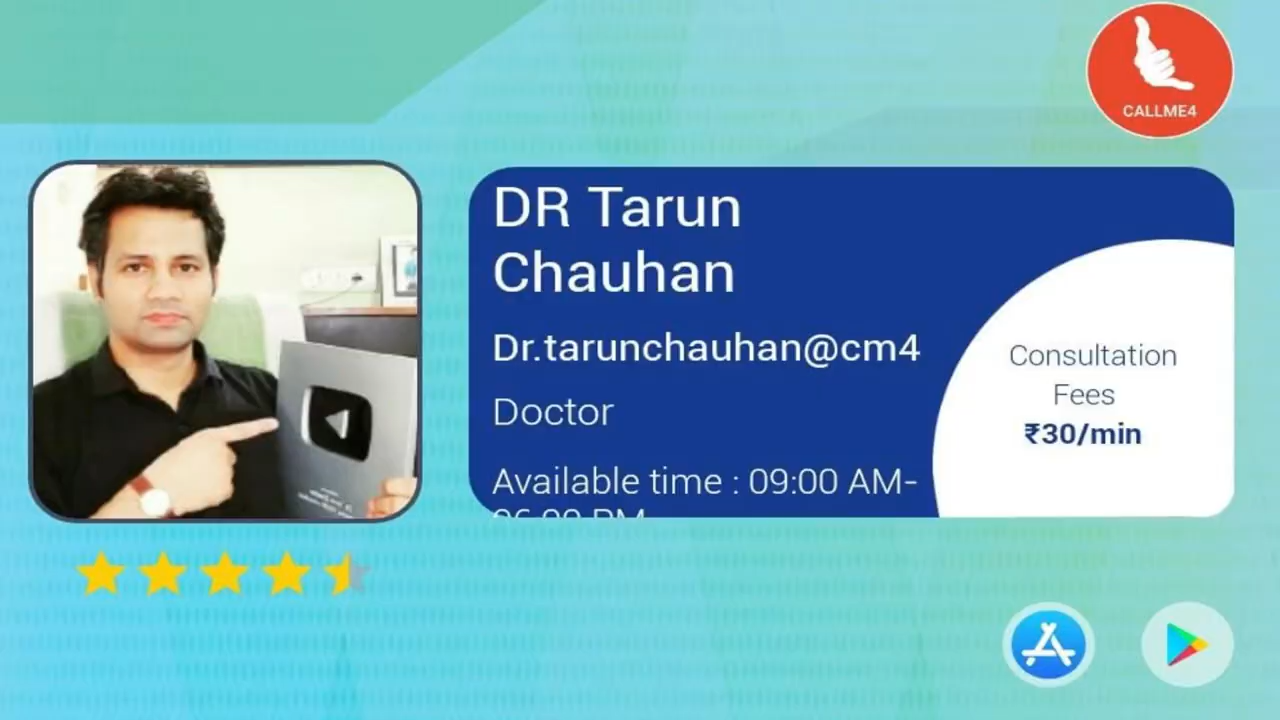 CALLME4
DR Tarun
Chauhan
Dr.tarunchauhan@cm4
Doctor
Available time : 09:00 AM-
Consultation
Fees
₹30/min